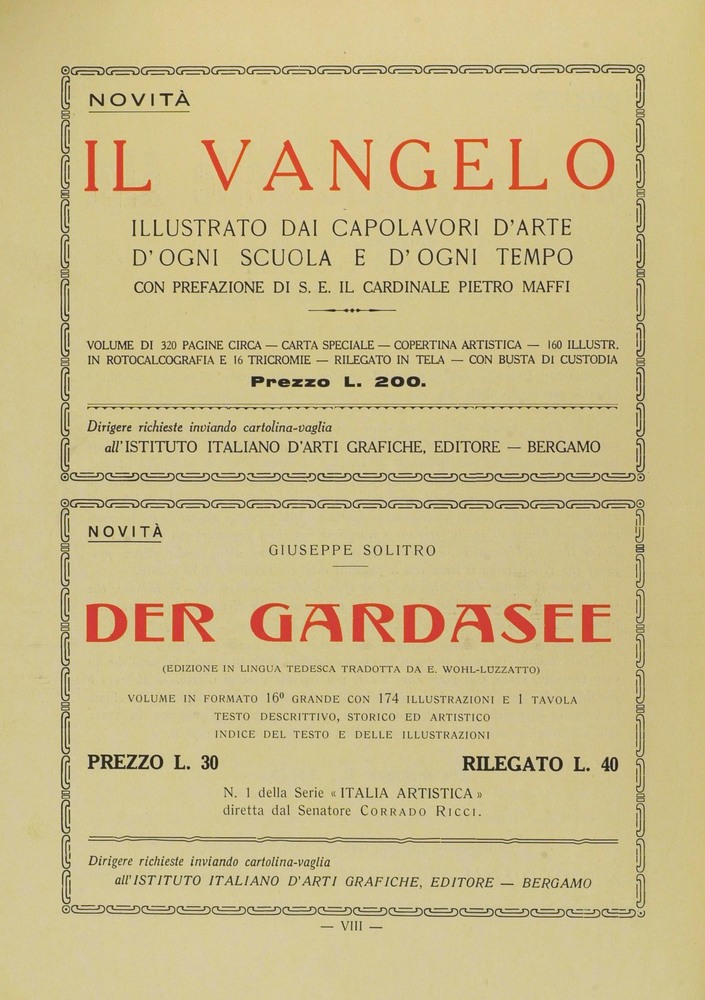 NOVITÀ
IL VANGELO
ILLUSTRATO DAI CAPOLAVORI D'ARTE
D'OGNI SCUOLA E D'OGNI TEMPO
CON PREFAZIONE DI S. E. IL CARDINALE PIETRO MAFFI
VOLUME DI 320 PAGINE CIRCA — CARTA SPECIALE — COPERTINA ARTISTICA — 160 ILLUSTR.
IN ROTOCALCOGRAFIA E 16 TRICROMIE — RILEGATO IN TELA — CON BUSTA DI CUSTODIA
Prezzo L. 200.
Dirigere richieste inviando cartolina-vaglia
all'ISTITUTO ITALIANO D'ARTI GRAFICHE, EDITORE — BERGAMO
NOVITÀ
GIUSEPPE SOLITRO
DER GARDASEE
(EDIZIONE IN LINGUA TEDESCA TRADOTTA DA E. WOHL-LUZZATTO)
VOLUME IN FORMATO 16º GRANDE CON 174 ILLUSTRAZIONI E 1 TAVOLA
TESTO DESCRITTIVO, STORICO ED ARTISTICO
INDICE DEL TESTO E DELLE ILLUSTRAZIONI
PREZZO L. 30 RILEGATO L. 40
N. 1 della Serie « ITALIA ARTISTICA »
diretta dal Senatore CORRADO RICCI.
Dirigere richieste inviando cartolina-vaglia
all'ISTITUTO ITALIANO D'ARTI GRAFICHE, EDITORE — BERGAMO
— VIII —